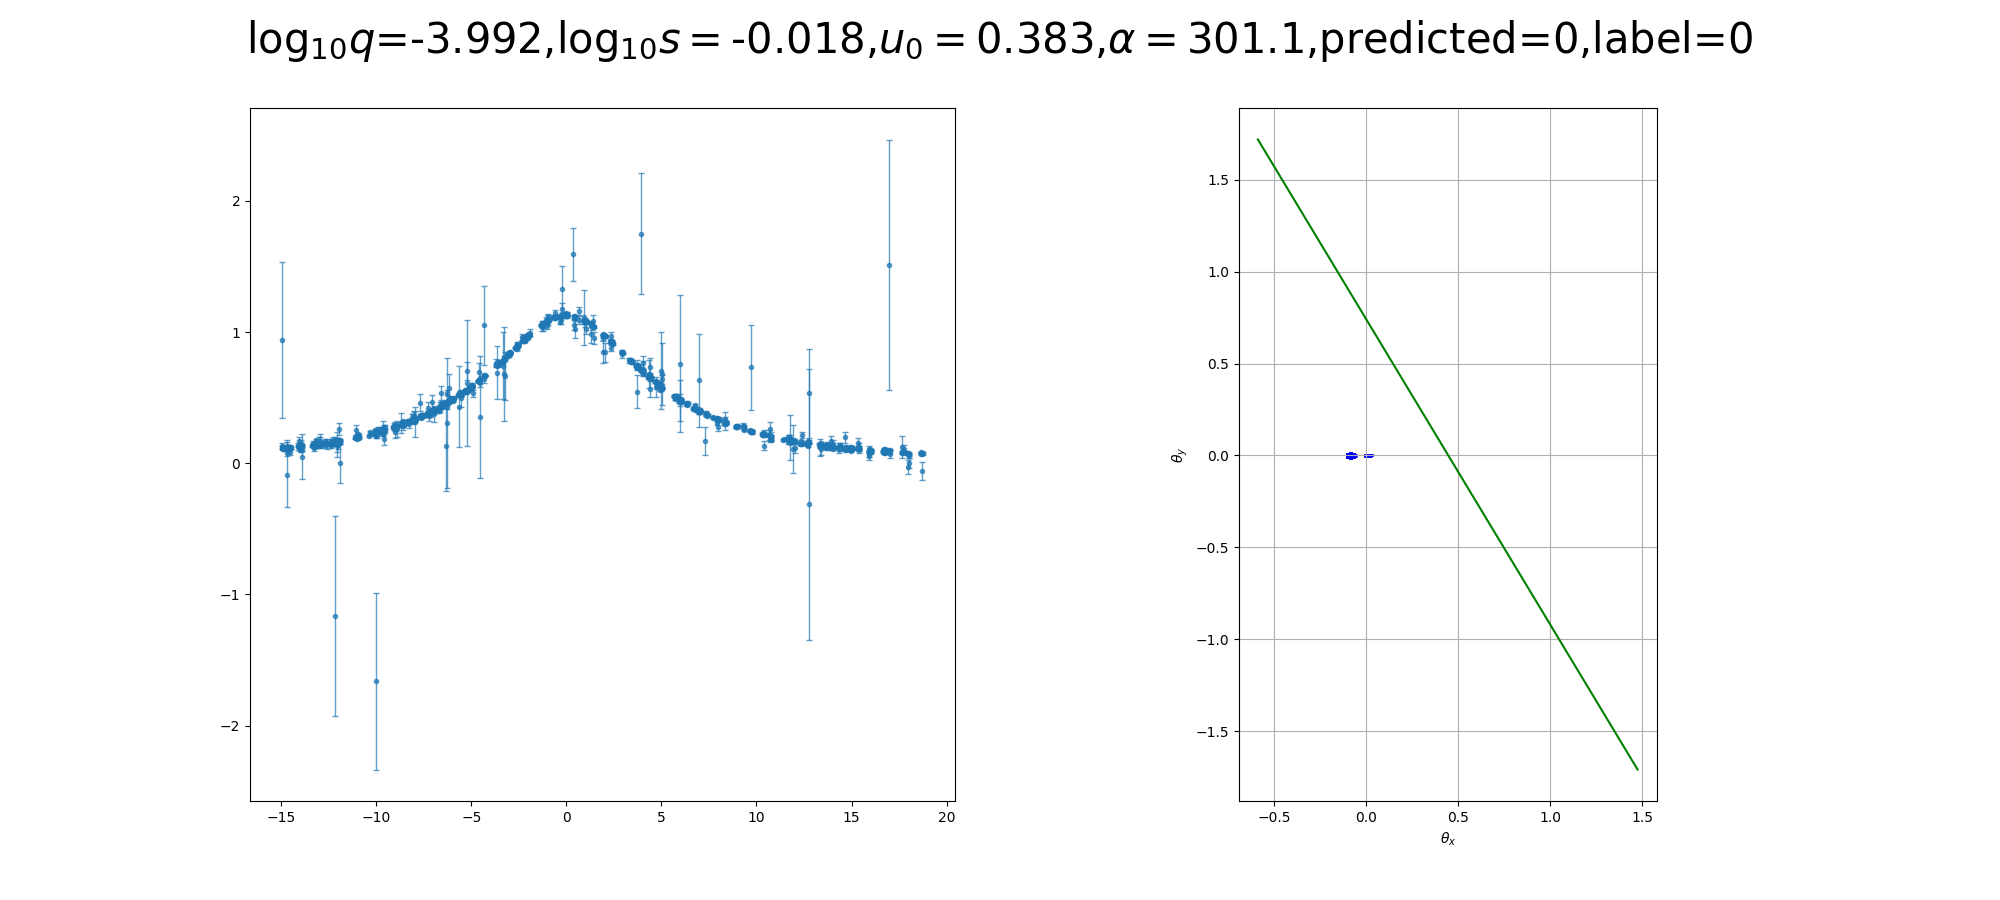 log₁₀q=-3.992,log₁₀s = -0.018,u₀ = 0.383,α = 301.1,predicted=0,label=0
2
1
0
−1
−2
−15 −10 −5 0 5 10 15 20
1.5
1.0
0.5
0.0
−0.5
−1.0
−1.5
θ_y
−0.5 0.0 0.5 1.0 1.5
θₓ